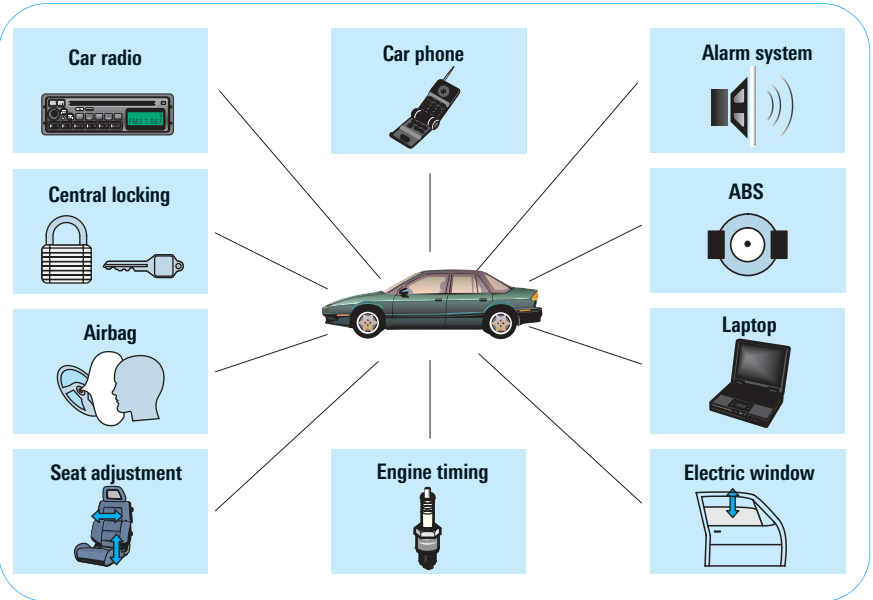 Car radio
Car phone
Alarm system
Central locking
ABS
Airbag
Laptop
Seat adjustment
Engine timing
Electric window